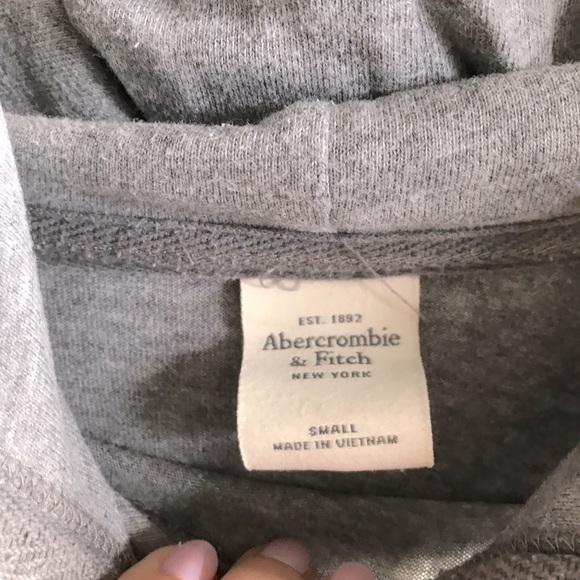 EST. 1892
Abercrombie
& Fitch
NEW YORK
SMALL
MADE IN VIETNAM